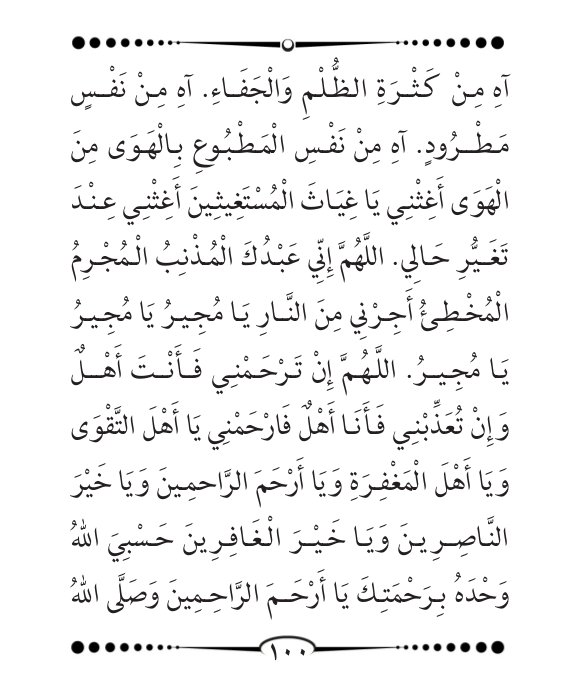 آهِ مِنْ كَثْرَةِ الظُّلْمِ وَالْجَفَاءِ. آهِ مِنْ نَفْسٍ
مَطْرُودٍ. آهِ مِنْ نَفْسِ الْمَطْبُوعِ بِالْهَوَى مِنَ
الْهَوَى أَغِثْنِي يَا غِيَاثَ الْمُسْتَغِيثِينَ أَغِثْنِي عِنْدَ
تَغَيُّرِ حَالِي. اللَّهُمَّ إِنِّي عَبْدُكَ الْمُذْنِبُ الْمُجْرِمُ
الْمُخْطِئُ أَجِرْنِي مِنَ النَّارِ يَا مُجِيرُ يَا مُجِيرُ
يَا مُجِيرُ. اللَّهُمَّ إِنْ تَرْحَمْنِي فَأَنْتَ أَهْلٌ
وَإِنْ تُعَذِّبْنِي فَأَنَا أَهْلٌ فَارْحَمْنِي يَا أَهْلَ التَّقْوَى
وَيَا أَهْلَ الْمَغْفِرَةِ وَيَا أَرْحَمَ الرَّاحمِينَ وَيَا خَيْرَ
النَّاصِرِينَ وَيَا خَيْرَ الْغَافِرِينَ حَسْبِيَ اللهُ
وَحْدَهُ بِرَحْمَتِكَ يَا أَرْحَمَ الرَّاحِمِينَ وَصَلَّى اللهُ
١٠٠